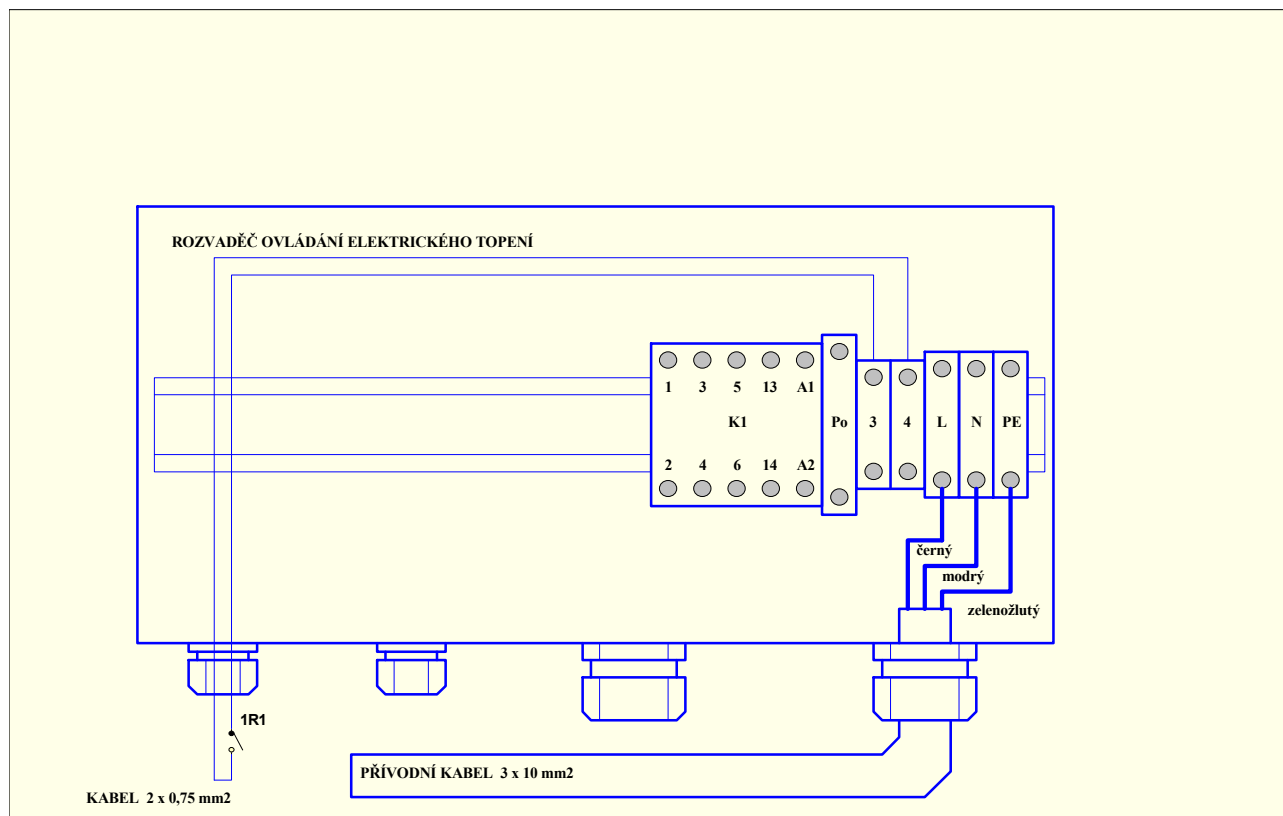 ROZVADĚČ OVLÁDÁNÍ ELEKTRICKÉHO TOPENÍ
1 3 5 13 A1
K1 Po 3 4 L N PE
2 4 6 14 A2
černý
modrý
zelenožlutý
1R1
PŘÍVODNÍ KABEL 3 x 10 mm2
KABEL 2 x 0,75 mm2